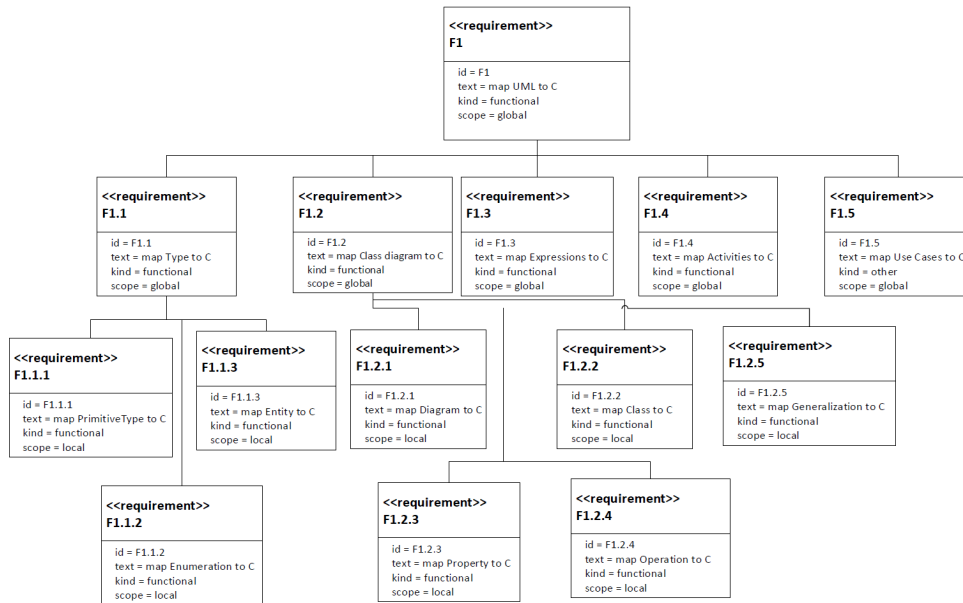 <<requirement>>
F1
id = F1
text = map UML to C
kind = functional
scope = global
<<requirement>>
F1.1
id = F1.1
text = map Type to C
kind = functional
scope = global
<<requirement>>
F1.2
id = F1.2
text = map Class diagram to C
kind = functional
scope = global
<<requirement>>
F1.3
id = F1.3
text = map Expressions to C
kind = functional
scope = global
<<requirement>>
F1.4
id = F1.4
text = map Activities to C
kind = functional
scope = global
<<requirement>>
F1.5
id = F1.5
text = map Use Cases to C
kind = other
scope = global
<<requirement>>
F1.1.1
id = F1.1.1
text = map PrimitiveType to C
kind = functional
scope = local
<<requirement>>
F1.1.3
id = F1.1.3
text = map Entity to C
kind = functional
scope = local
<<requirement>>
F1.2.1
id = F1.2.1
text = map Diagram to C
kind = functional
scope = local
<<requirement>>
F1.2.2
id = F1.2.2
text = map Class to C
kind = functional
scope = local
<<requirement>>
F1.2.5
id = F1.2.5
text = map Generalization to C
kind = functional
scope = local
<<requirement>>
F1.1.2
id = F1.1.2
text = map Enumeration to C
kind = functional
scope = local
<<requirement>>
F1.2.3
id = F1.2.3
text = map Property to C
kind = functional
scope = local
<<requirement>>
F1.2.4
id = F1.2.4
text = map Operation to C
kind = functional
scope = local